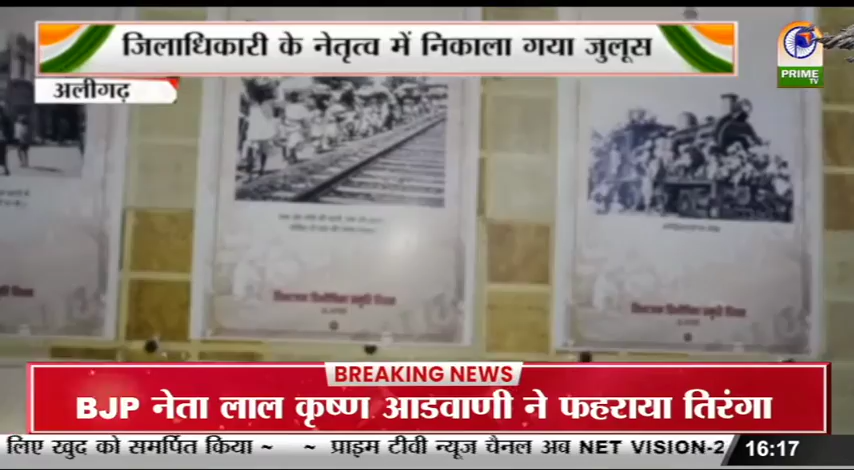 जिलाधिकारी के नेतृत्व में निकाला गया जुलूस
PRIME
TV
अलीगढ़
BREAKING NEWS
BJP नेता लाल कृष्ण आडवाणी ने फहराया तिरंगा
लिए खुद को समर्पित किया ~ ~ प्राइम टीवी न्यूज चैनल अब NET VISION-2
16:17